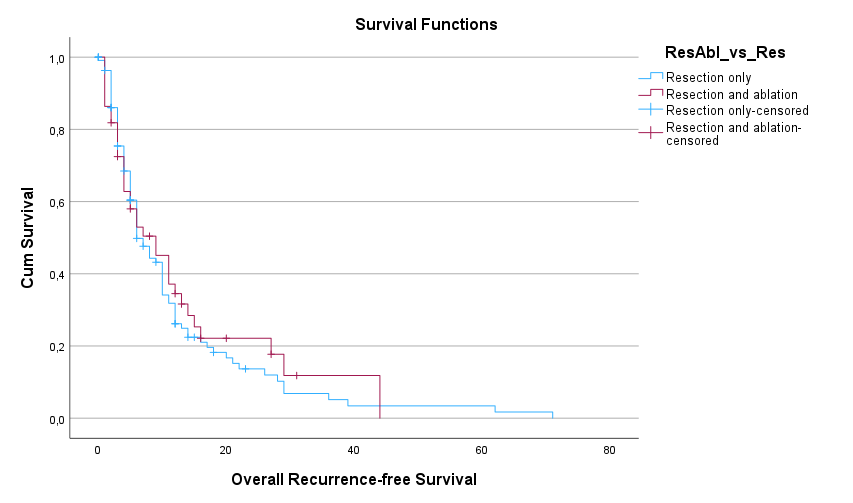 Survival Functions
ResAbl_vs_Res
Resection only
Resection and ablation
Resection only-censored
Resection and ablation-
censored
Cum Survival
1,0
0,8
0,6
0,4
0,2
0,0
0
20
40
60
80
Overall Recurrence-free Survival